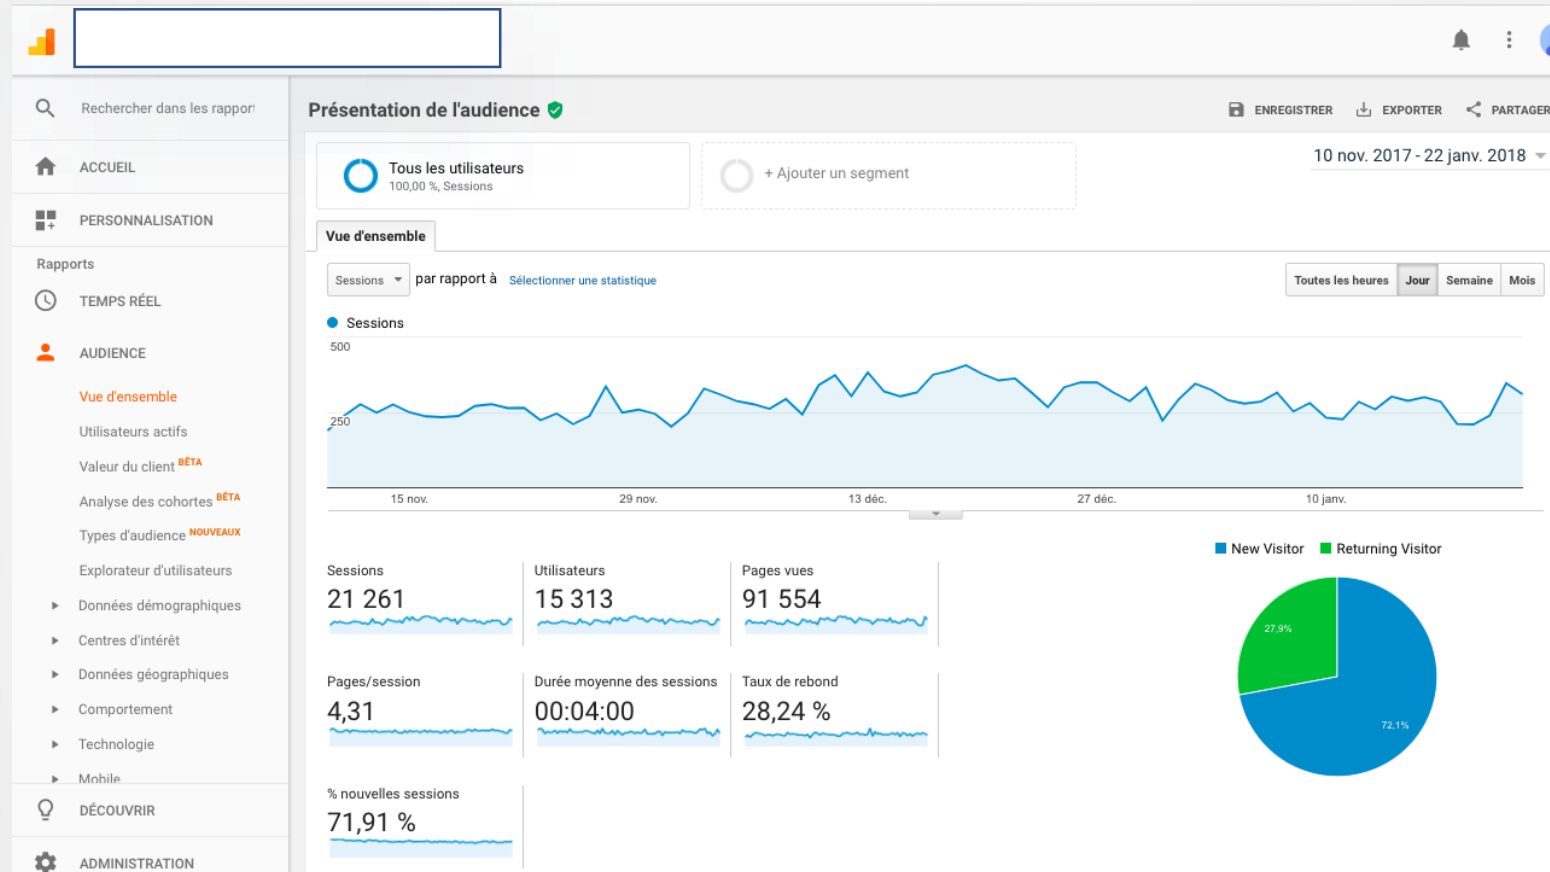 Rechercher dans les rapport
ACCUEIL
PERSONNALISATION
Rapports
TEMPS RÉEL
AUDIENCE
Vue d'ensemble
Utilisateurs actifs
Valeur du client BÊTA
Analyse des cohortes BÊTA
Types d'audience NOUVEAUX
Explorateur d'utilisateurs
Données démographiques
Centres d'intérêt
Données géographiques
Comportement
Technologie
Mobile
DÉCOUVRIR
ADMINISTRATION
Présentation de l'audience
ENREGISTRER
EXPORTER
PARTAGER
Tous les utilisateurs
100,00 %, Sessions
+ Ajouter un segment
10 nov. 2017 - 22 janv. 2018
Vue d'ensemble
Sessions par rapport à Sélectionner une statistique
Toutes les heures Jour Semaine Mois
Sessions
500
250
15 nov. 29 nov. 13 déc. 27 déc. 10 janv.
New Visitor Returning Visitor
27,9%
72,1%
Sessions
21 261
Utilisateurs
15 313
Pages vues
91 554
Pages/session
4,31
Durée moyenne des sessions
00:04:00
Taux de rebond
28,24 %
% nouvelles sessions
71,91 %